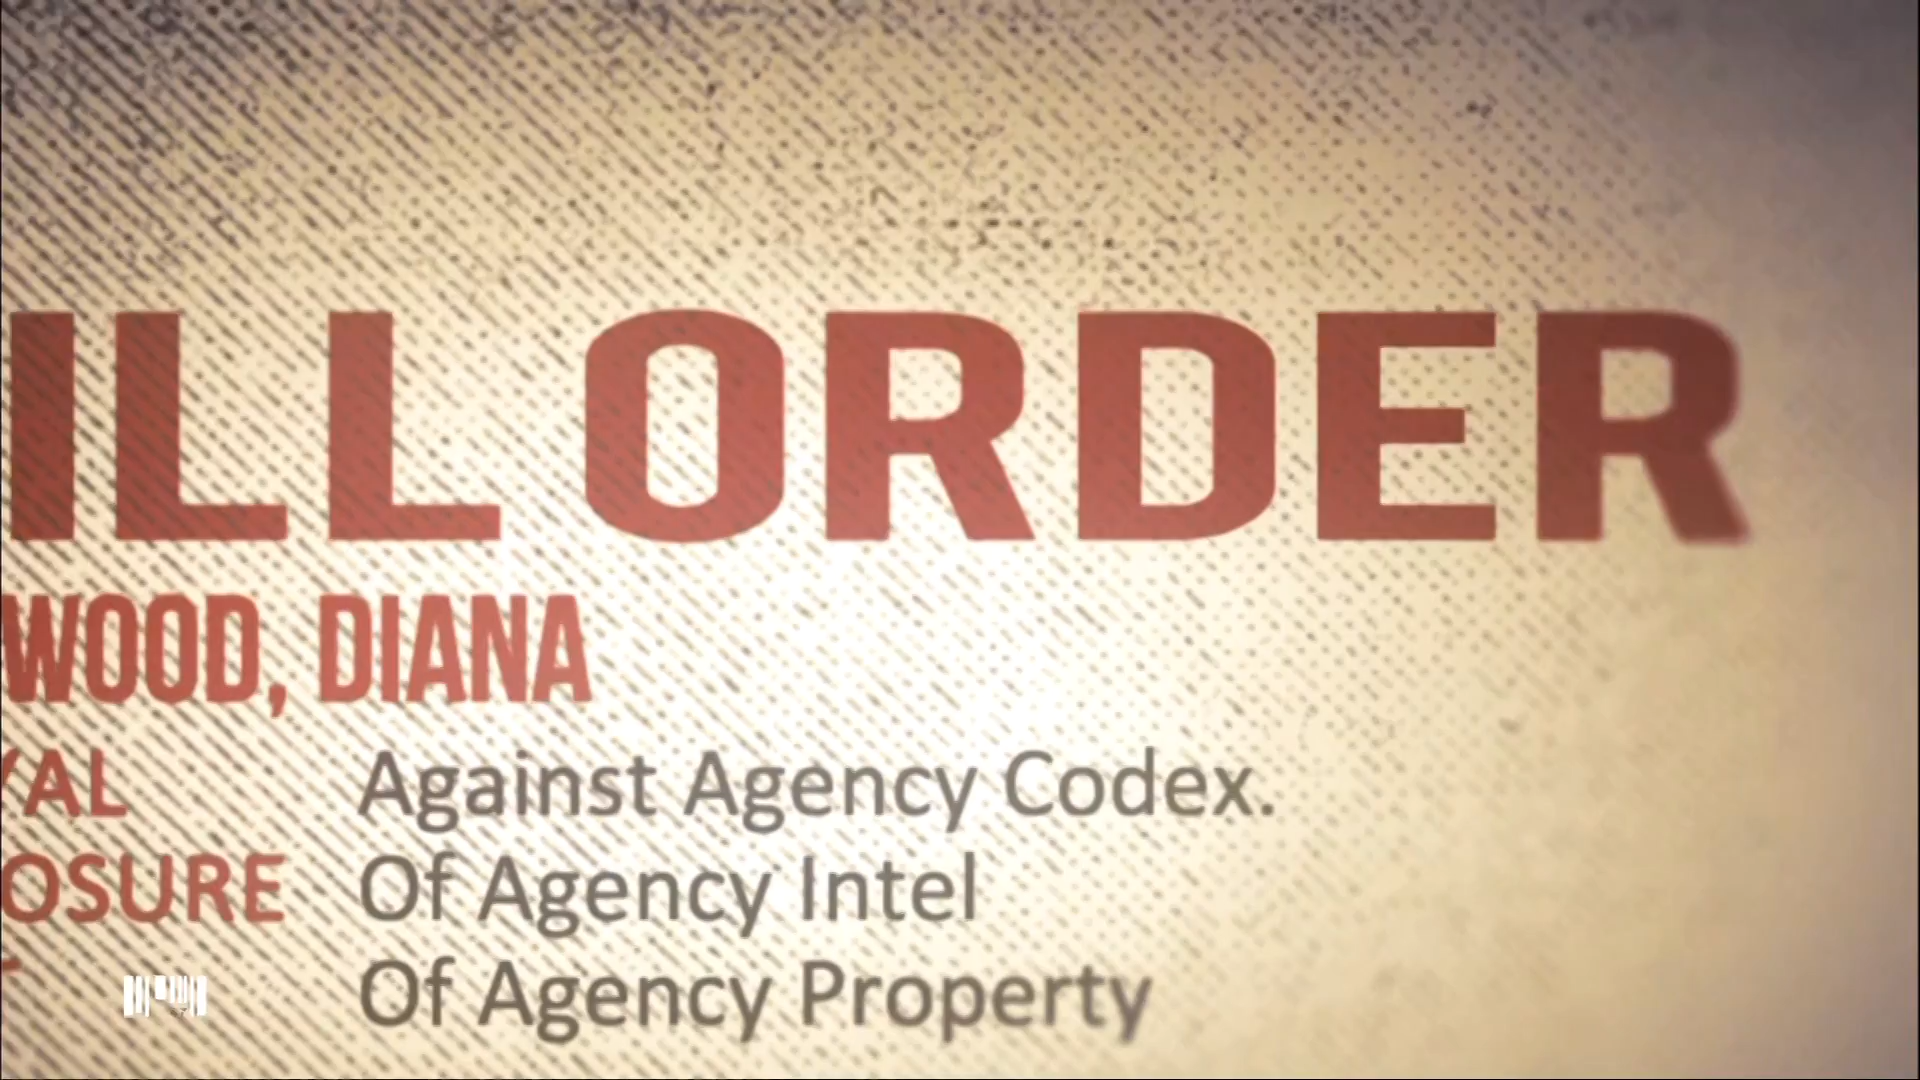 ILL ORDER
WOOD, DIANA
YAL Against Agency Codex.
OSURE Of Agency Intel
Of Agency Property